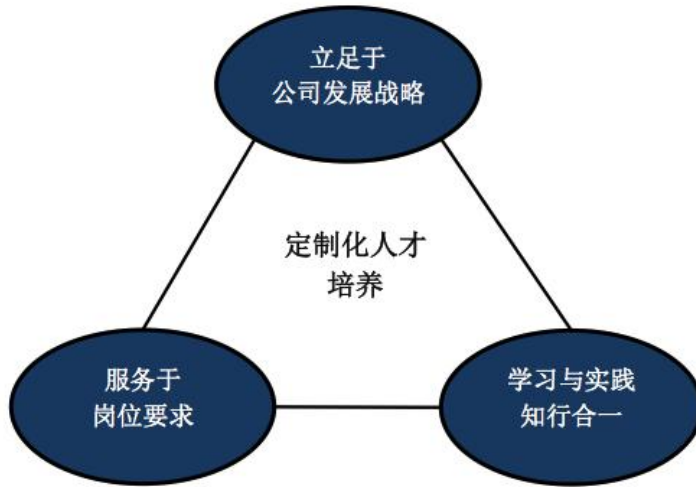 立足于
公司发展战略
定制化人才
培养
服务于
岗位要求
学习与实践
知行合一